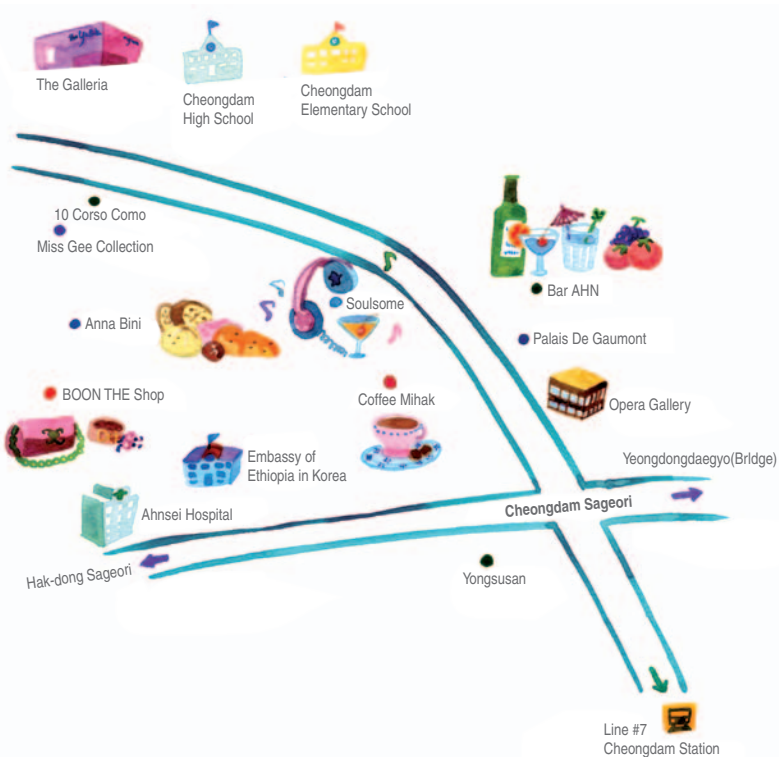 The Galleria
Cheongdam
High School
Cheongdam
Elementary School
10 Corso Como
Miss Gee Collection
Bar AHN
Soulsome
Anna Bini
Palais De Gaumont
BOON THE Shop
Coffee Mihak
Opera Gallery
Embassy of
Ethiopia in Korea
Yeongdongdaegyo(BrIdge)
Ahnsei Hospital
Cheongdam Sageori
Hak-dong Sageori
Yongsusan
Line #7
Cheongdam Station